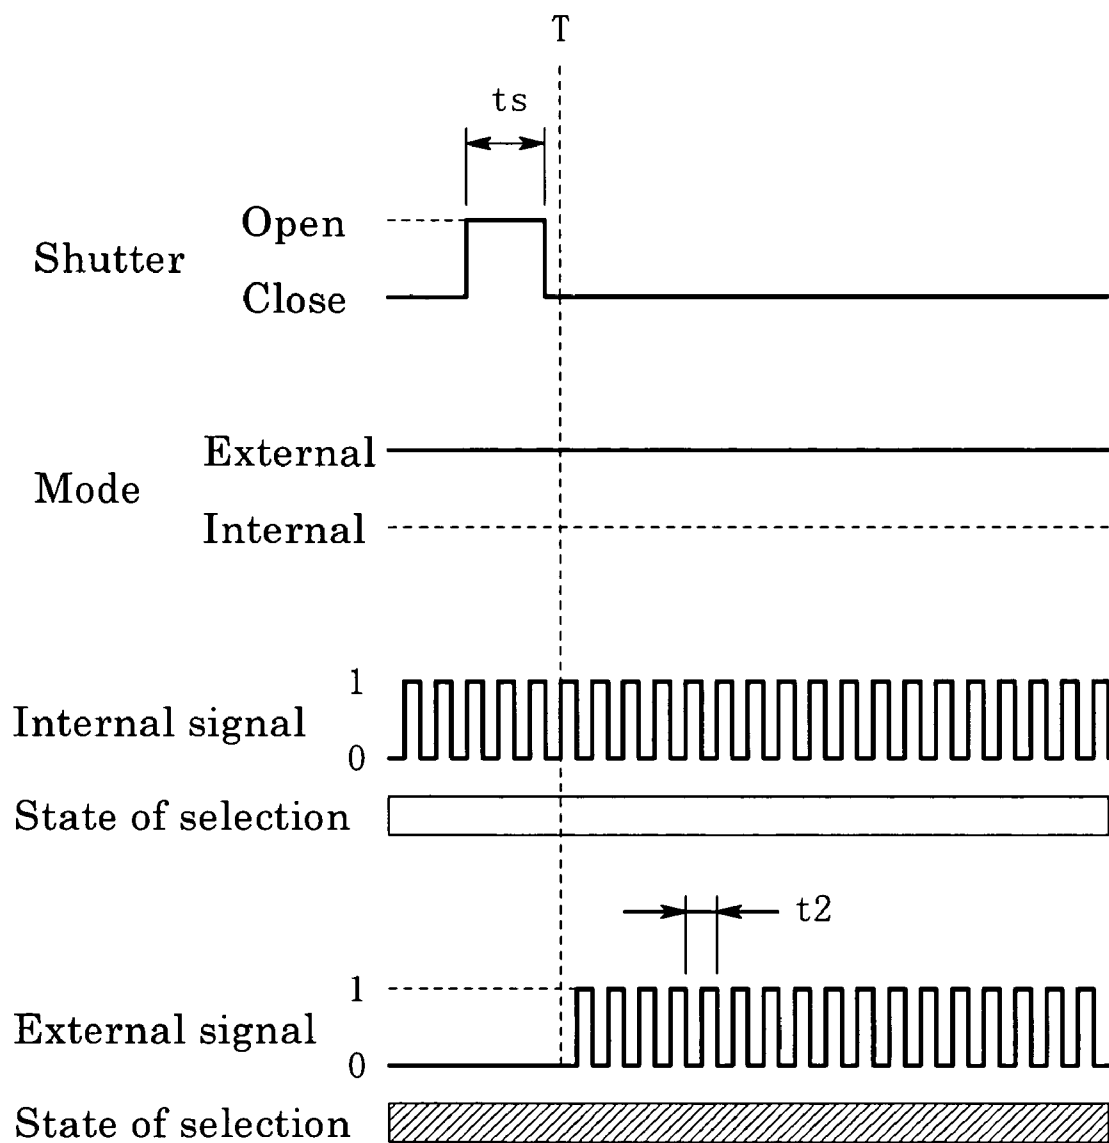 T
ts
Open
Shutter
Close
External
Mode
Internal
1
Internal signal
0
State of selection
t2
1
External signal
0
State of selection